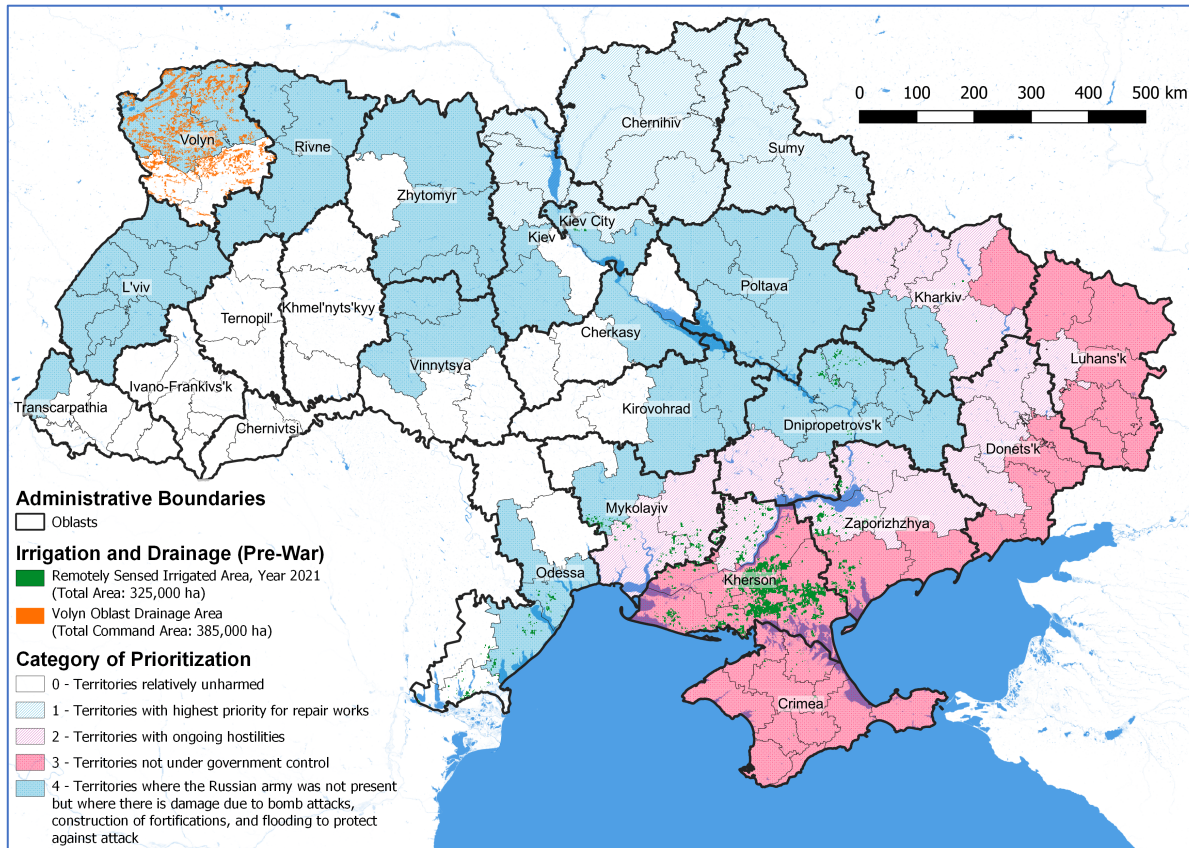 0 100 200 300 400 500 km
Chernihiv
Sumy
Volyn
Rivne
Zhytomyr
Kiev City
Kiev
L'viv
Ternopil'
Khmel'nyts'kyy
Poltava
Kharkiv
Cherkasy
Luhans'k
Vinnytsya
Ivano-Frankivs'k
Transcarpathia
Chernivtsi
Kirovohrad
Dnipropetrovs'k
Donets'k
Mykolayiv
Zaporizhzhya
Odessa
Kherson
Crimea
Administrative Boundaries
Oblasts
Irrigation and Drainage (Pre-War)
Remotely Sensed Irrigated Area, Year 2021
(Total Area: 325,000 ha)
Volyn Oblast Drainage Area
(Total Command Area: 385,000 ha)
Category of Prioritization
0 - Territories relatively unharmed
1 - Territories with highest priority for repair works
2 - Territories with ongoing hostilities
3 - Territories not under government control
4 - Territories where the Russian army was not present
but where there is damage due to bomb attacks,
construction of fortifications, and flooding to protect
against attack